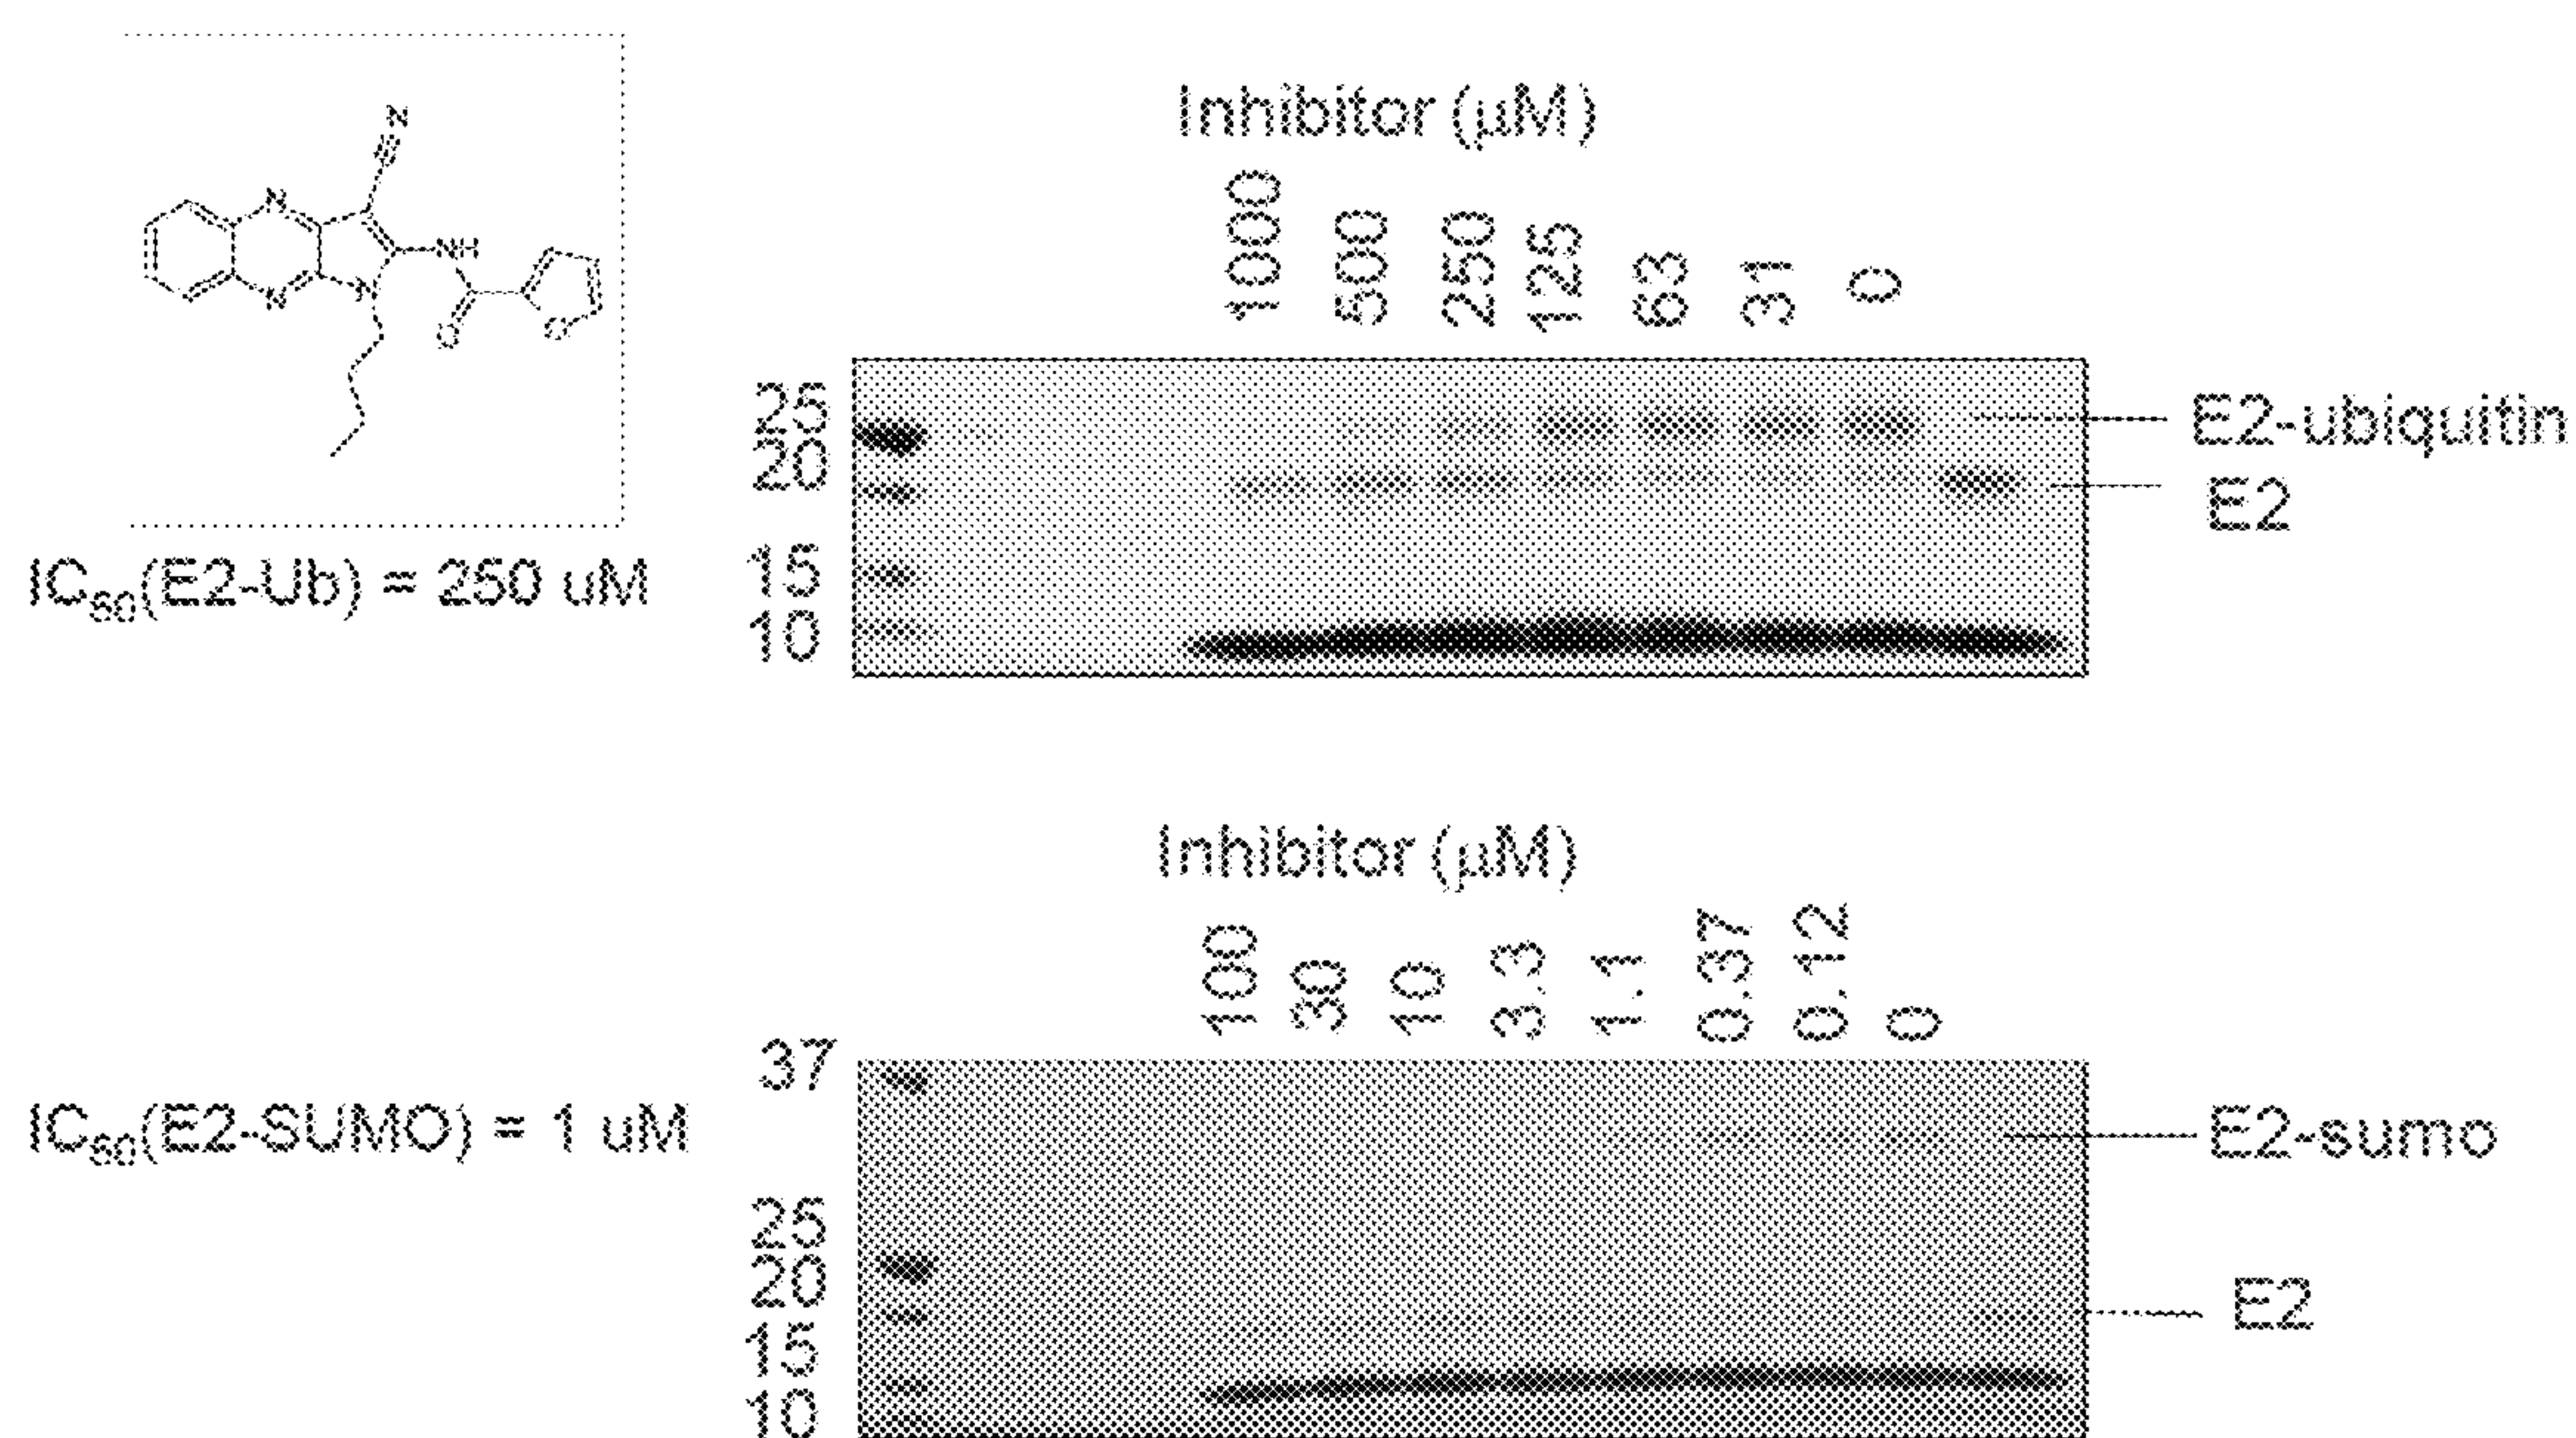 N
N
NH
N
N
O
O
IC₅₀(E2-Ub) = 250 uM
Inhibitor (μM)
1000 500 250 125 63 31 0
25
20
15
10
E2-ubiquitin
E2
Inhibitor (μM)
100 30 10 3.3 1.1 0.37 0.12 0
IC₅₀(E2-SUMO) = 1 uM
37
25
20
15
10
E2-sumo
E2